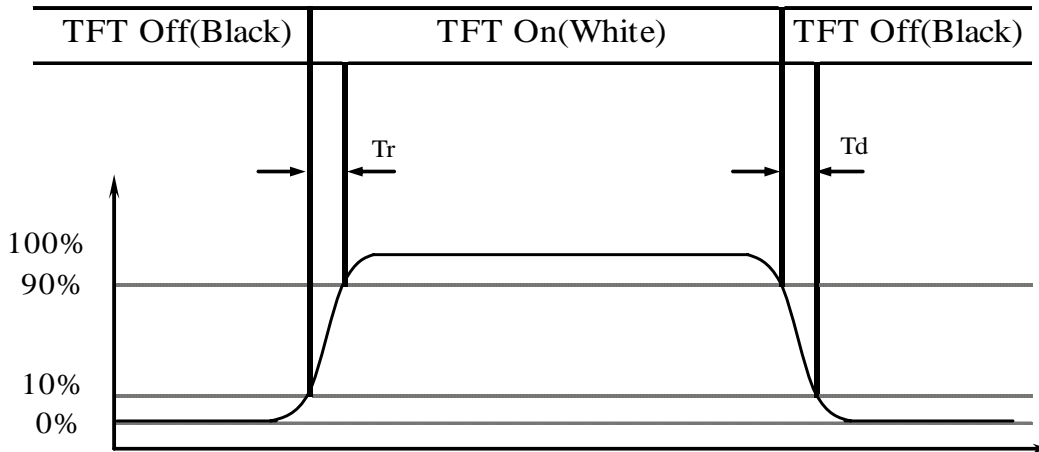 TFT Off(Black) TFT On(White) TFT Off(Black)
Tr Td
100%
90%
10%
0%